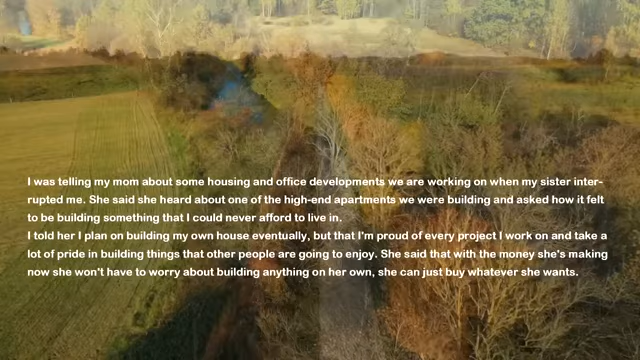 I was telling my mom about some housing and office developments we are working on when my sister inter-
rupted me. She said she heard about one of the high-end apartments we were building and asked how it felt
to be building something that I could never afford to live in.
I told her I plan on building my own house eventually, but that I'm proud of every project I work on and take a
lot of pride in building things that other people are going to enjoy. She said that with the money she's making
now she won't have to worry about building anything on her own, she can just buy whatever she wants.